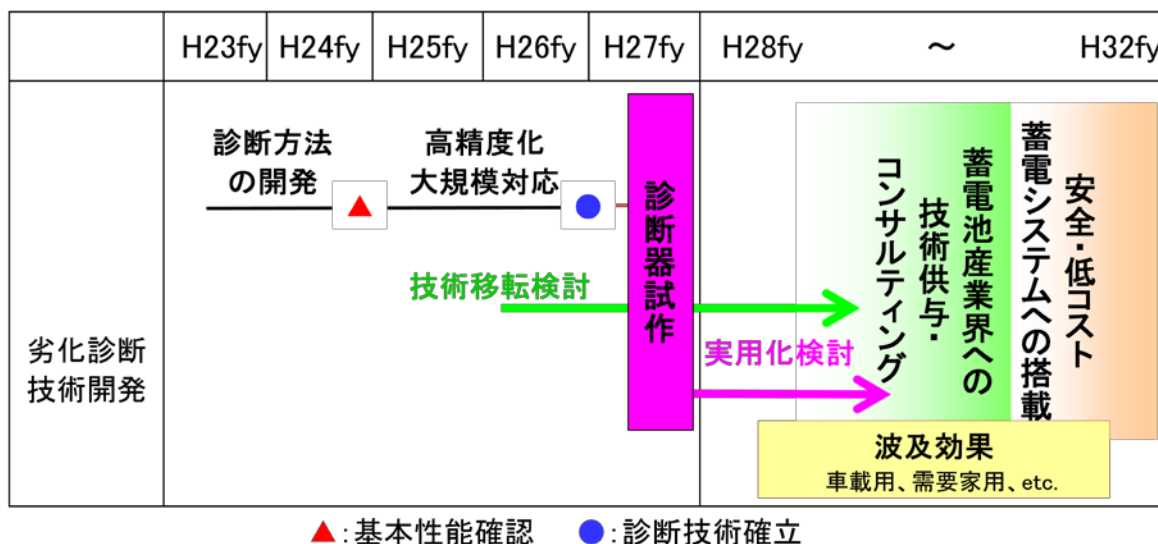 H23fy H24fy H25fy H26fy H27fy H28fy ～ H32fy
劣化診断
技術開発
診断方法
の開発
高精度化
大規模対応
診断器試作
技術移転検討
実用化検討
蓄電池産業界への
技術供与・
コンサルティング
安全・低コスト
蓄電システムへの搭載
波及効果
車載用、需要家用、etc.
▲:基本性能確認 ●:診断技術確立